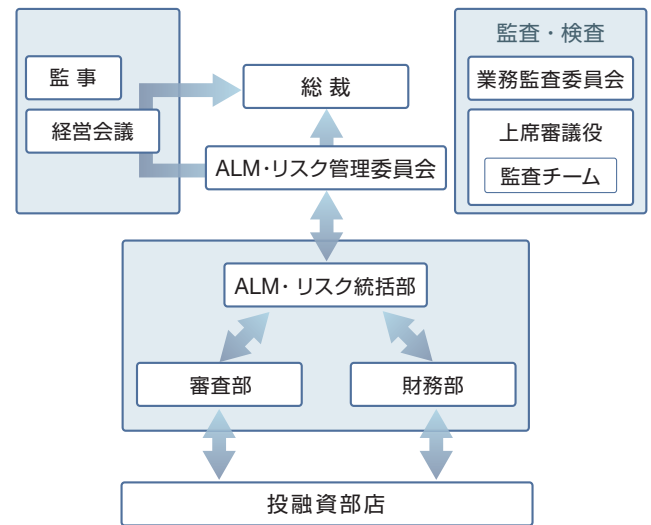 監査・検査
監 事
総 裁
業務監査委員会
経営会議
上席審議役
ALM・リスク管理委員会
監査チーム
ALM・リスク統括部
審査部
財務部
投融資部店